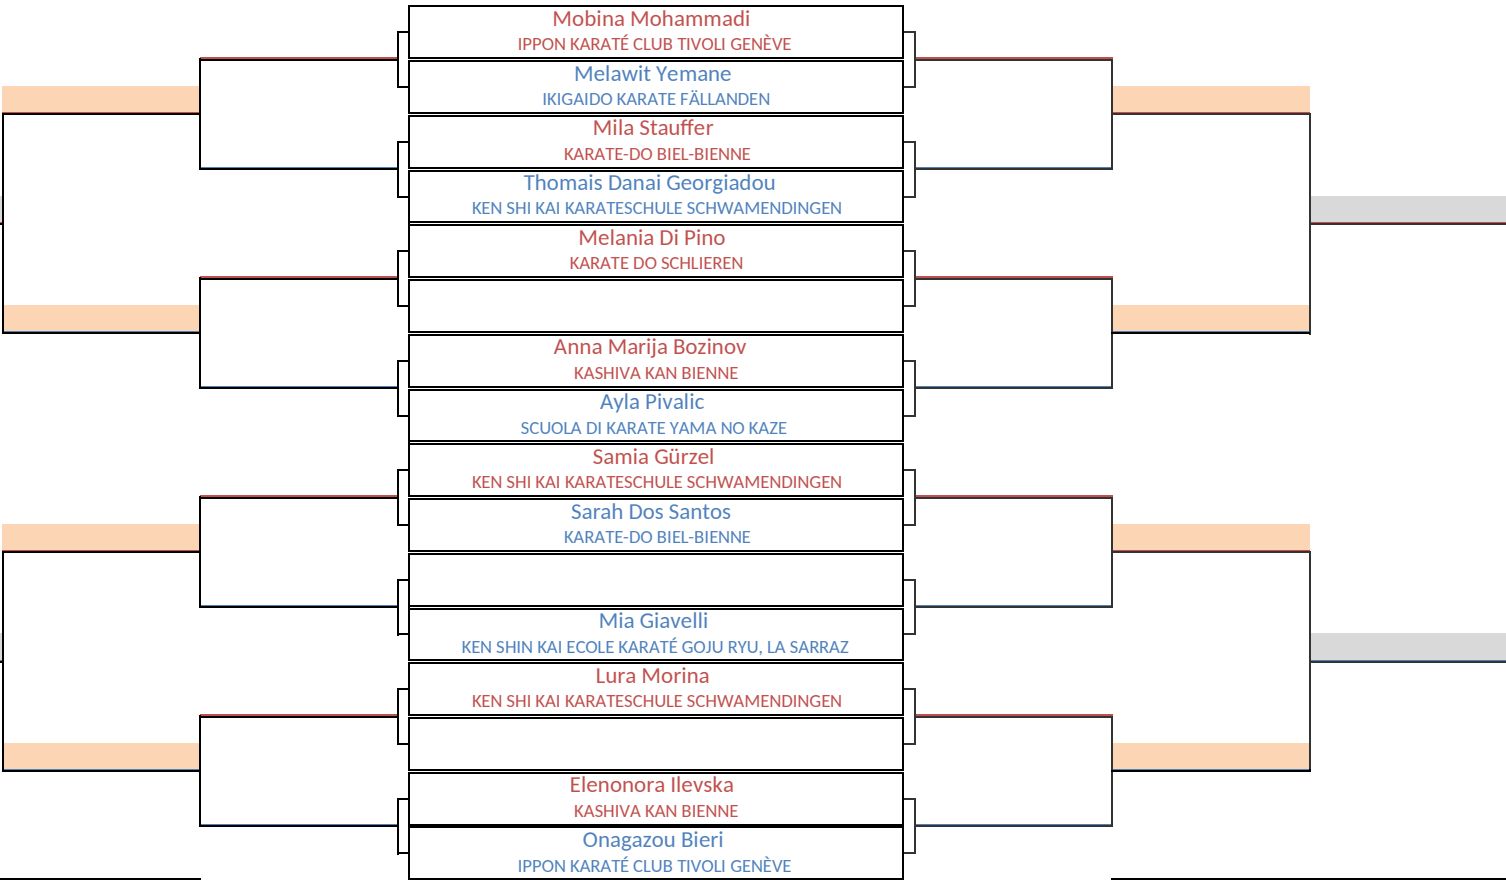 Mobina Mohammadi
IPPON KARATÉ CLUB TIVOLI GENÈVE
Melawit Yemane
IKIGAIDO KARATE FÄLLANDEN
Mila Stauffer
KARATE-DO BIEL-BIENNE
Thomais Danai Georgiadou
KEN SHI KAI KARATESCHULE SCHWAMENDINGEN
Melania Di Pino
KARATE DO SCHLIEREN
Anna Marija Bozinov
KASHIVA KAN BIENNE
Ayla Pivalic
SCUOLA DI KARATE YAMA NO KAZE
Samia Gürzel
KEN SHI KAI KARATESCHULE SCHWAMENDINGEN
Sarah Dos Santos
KARATE-DO BIEL-BIENNE
Mia Giavelli
KEN SHIN KAI ECOLE KARATÉ GOJU RYU, LA SARRAZ
Lura Morina
KEN SHI KAI KARATESCHULE SCHWAMENDINGEN
Elenonora Ilevska
KASHIVA KAN BIENNE
Onagazou Bieri
IPPON KARATÉ CLUB TIVOLI GENÈVE